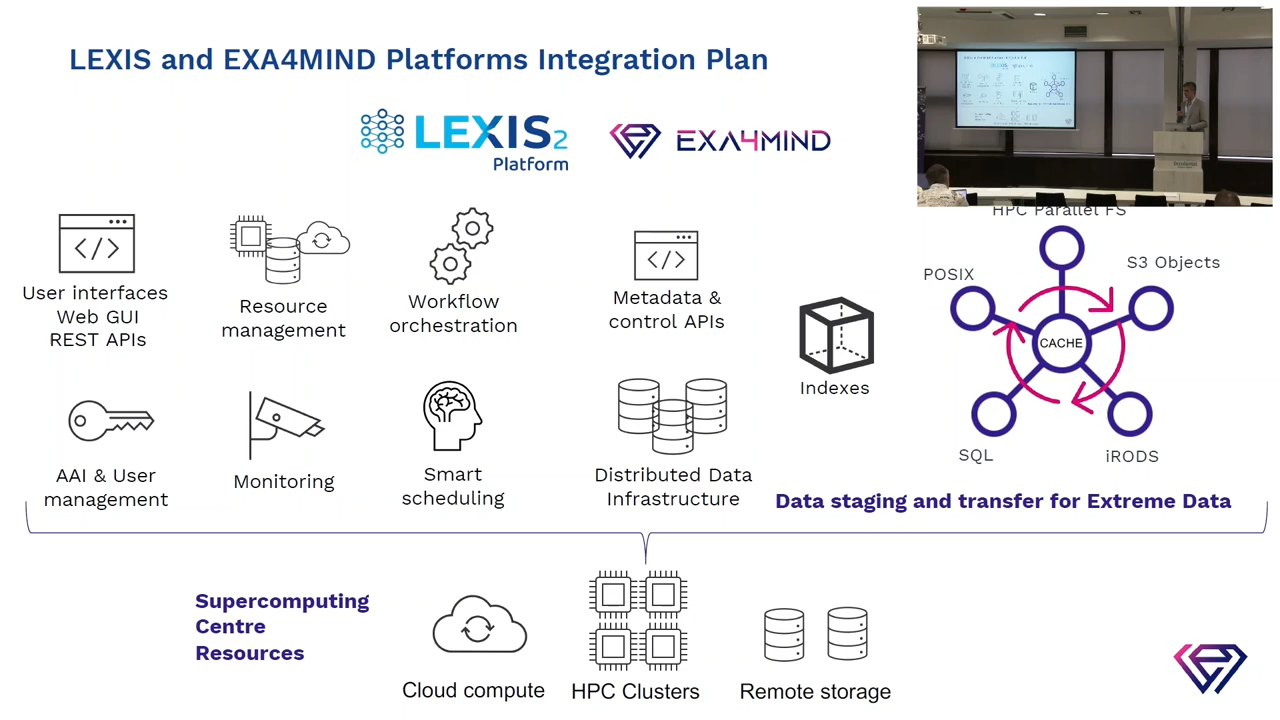 LEXIS and EXA4MIND Platforms Integration Plan
LEXIS2
Platform
EXA4MIND
User interfaces
Web GUI
REST APIs
Resource
management
Workflow
orchestration
Metadata &
control APIs
Indexes
HPC Parallel FS
POSIX
S3 Objects
CACHE
SQL
iRODS
AAI & User
management
Monitoring
Smart
scheduling
Distributed Data
Infrastructure
Data staging and transfer for Extreme Data
Supercomputing
Centre
Resources
Cloud compute
HPC Clusters
Remote storage